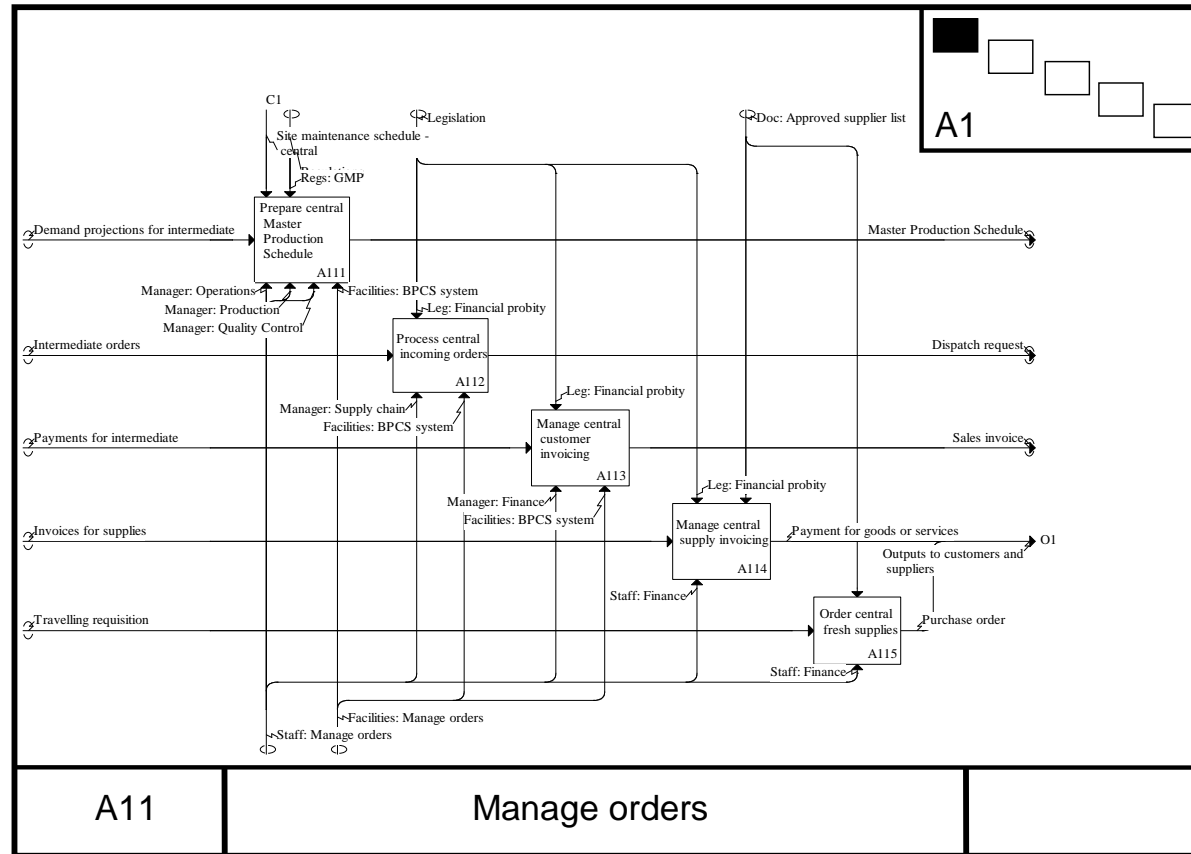 A1
C1
Legislation
Doc: Approved supplier list
Site maintenance schedule -
central
Regs: GMP
Prepare central
Master
Production
Schedule
A111
Demand projections for intermediate
Master Production Schedule
Manager: Operations
Facilities: BPCS system
Manager: Production
Manager: Quality Control
Leg: Financial probity
Process central
incoming orders
A112
Intermediate orders
Dispatch request
Manager: Supply chain
Facilities: BPCS system
Leg: Financial probity
Manage central
customer
invoicing
A113
Payments for intermediate
Sales invoice
Manager: Finance
Facilities: BPCS system
Leg: Financial probity
Manage central
supply invoicing
A114
Invoices for supplies
Payment for goods or services
O1
Outputs to customers and
suppliers
Staff: Finance
Order central
fresh supplies
A115
Travelling requisition
Purchase order
Staff: Finance
Facilities: Manage orders
Staff: Manage orders
A11
Manage orders